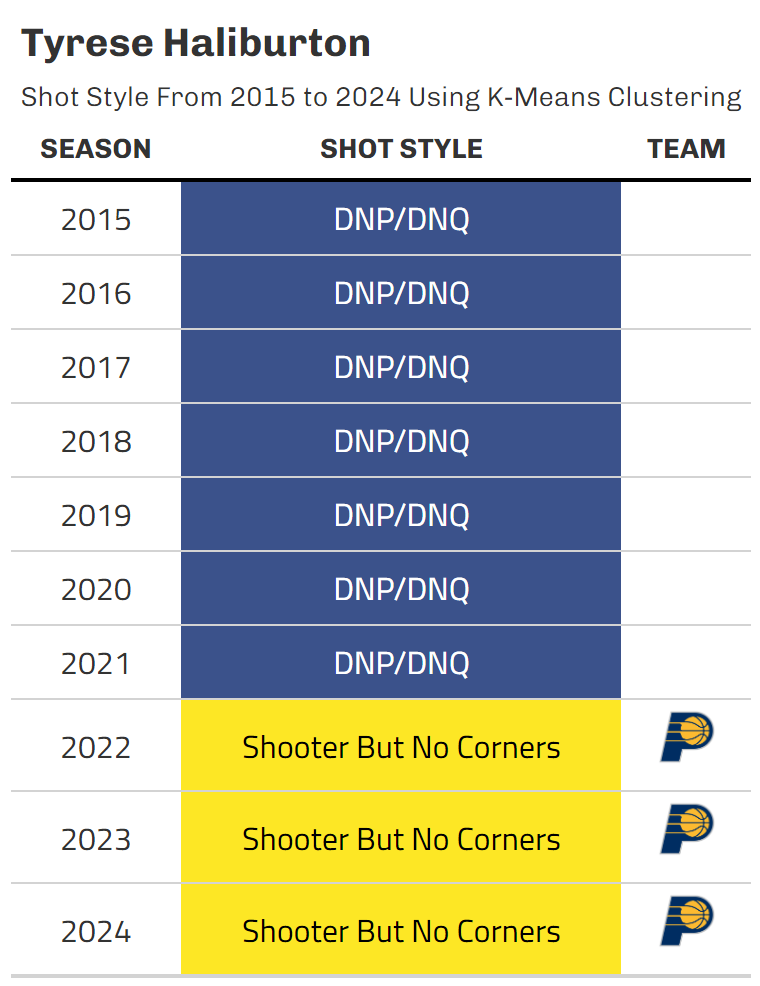 Tyrese Haliburton
Shot Style From 2015 to 2024 Using K-Means Clustering
SEASON SHOT STYLE TEAM
2015 DNP/DNQ
2016 DNP/DNQ
2017 DNP/DNQ
2018 DNP/DNQ
2019 DNP/DNQ
2020 DNP/DNQ
2021 DNP/DNQ
2022 Shooter But No Corners P
2023 Shooter But No Corners P
2024 Shooter But No Corners P